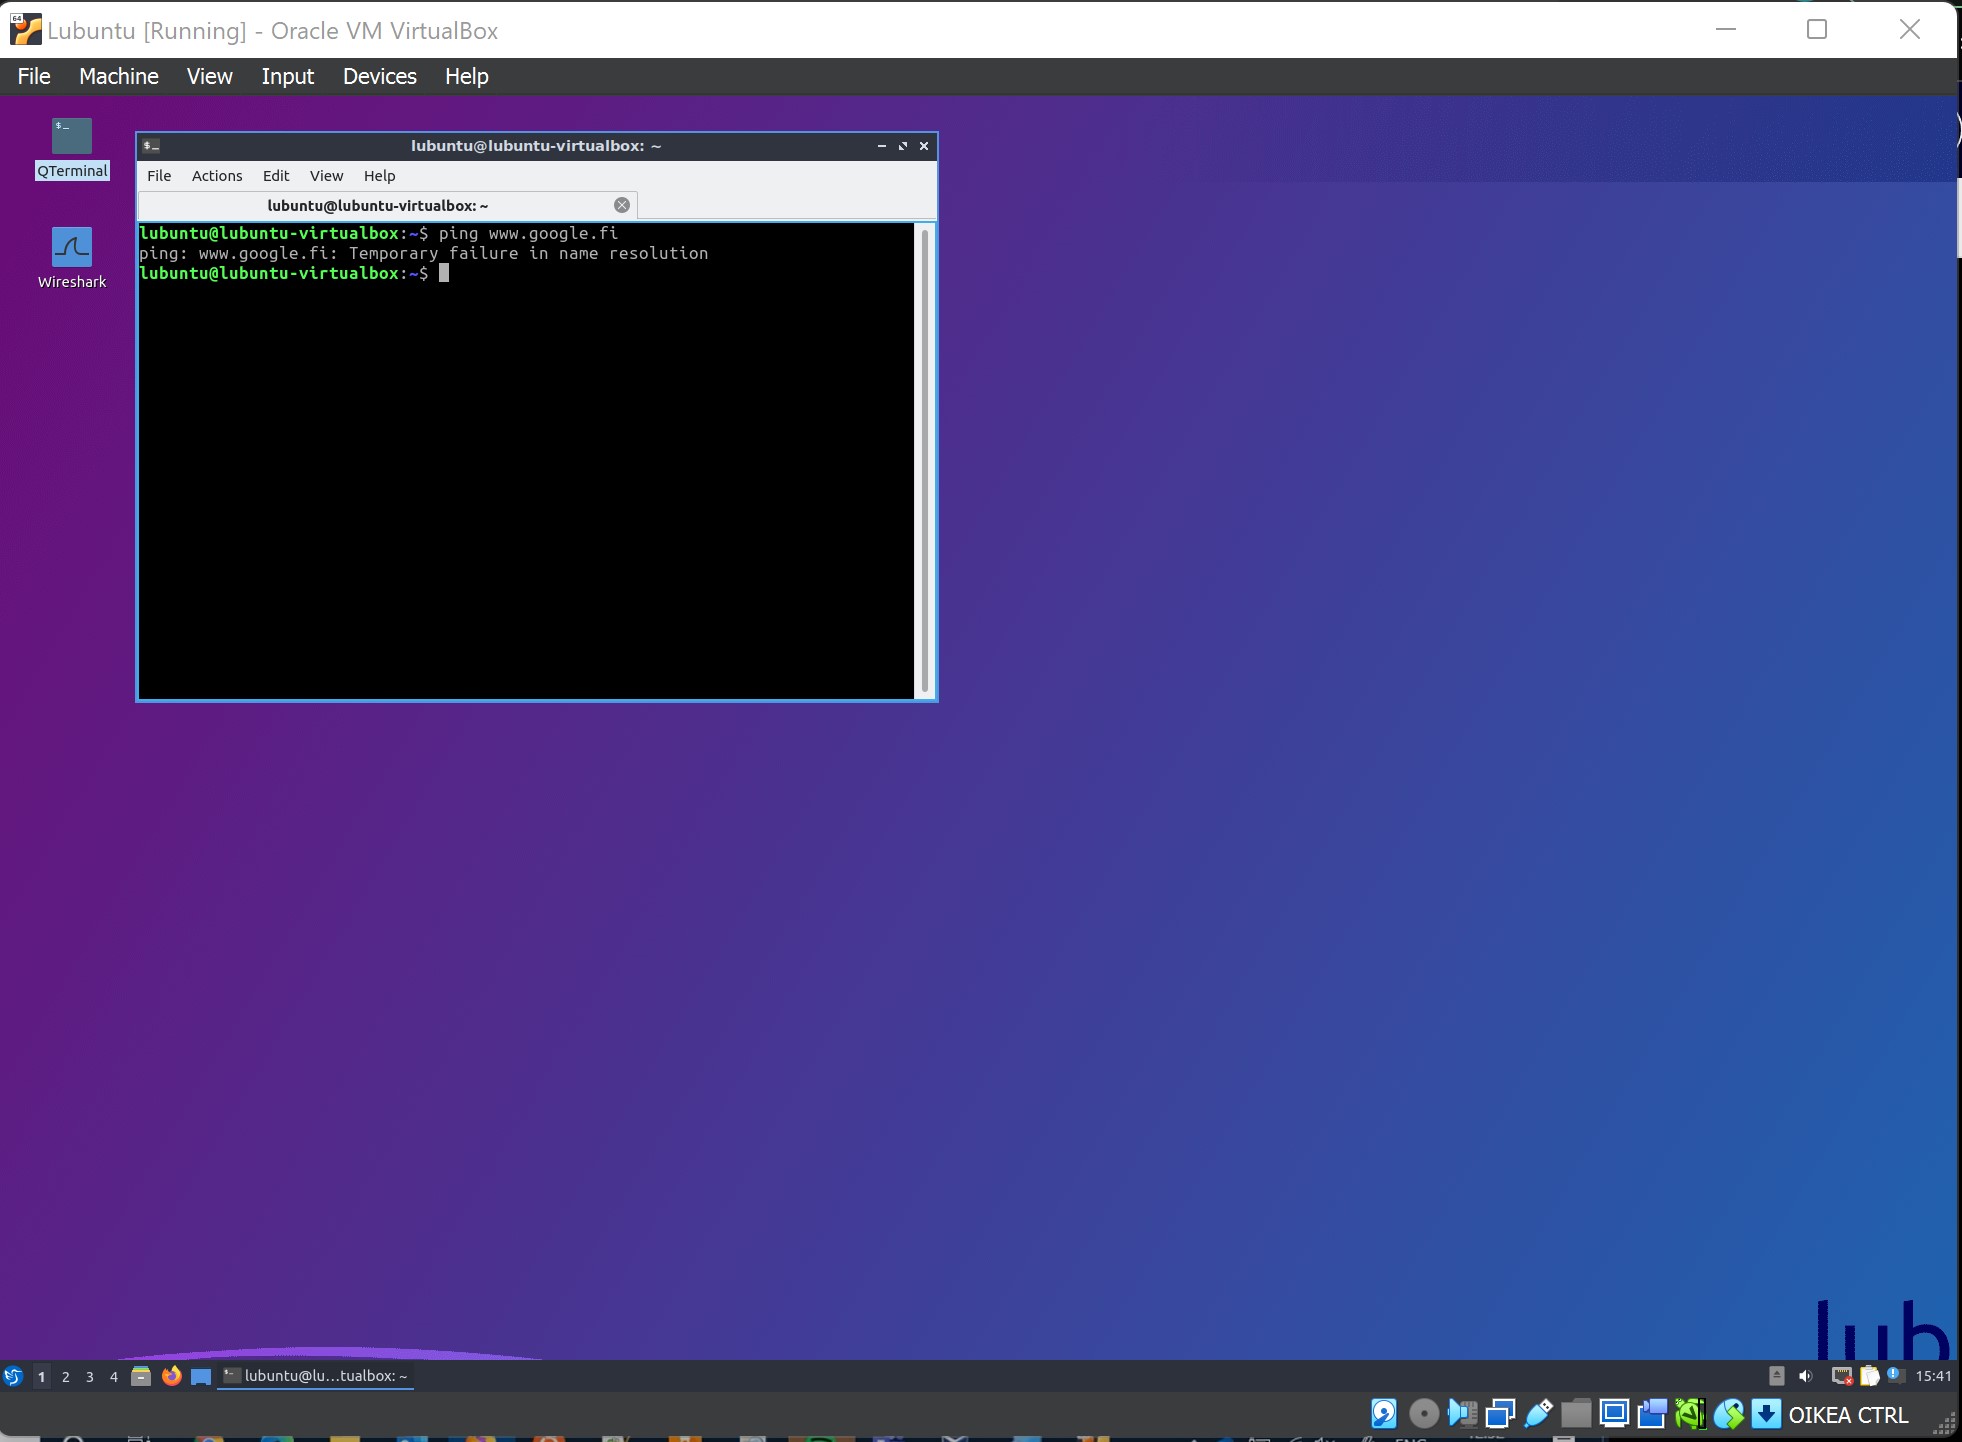 64
Lubuntu [Running] - Oracle VM VirtualBox
File Machine View Input Devices Help
$_
QTerminal
Wireshark
$_ lubuntu@lubuntu-virtualbox: ~
File Actions Edit View Help
lubuntu@lubuntu-virtualbox: ~
lubuntu@lubuntu-virtualbox:~$ ping www.google.fi
ping: www.google.fi: Temporary failure in name resolution
lubuntu@lubuntu-virtualbox:~$
lub
1 2 3 4 lubuntu@lu...tualbox: ~ 15:41
OIKEA CTRL